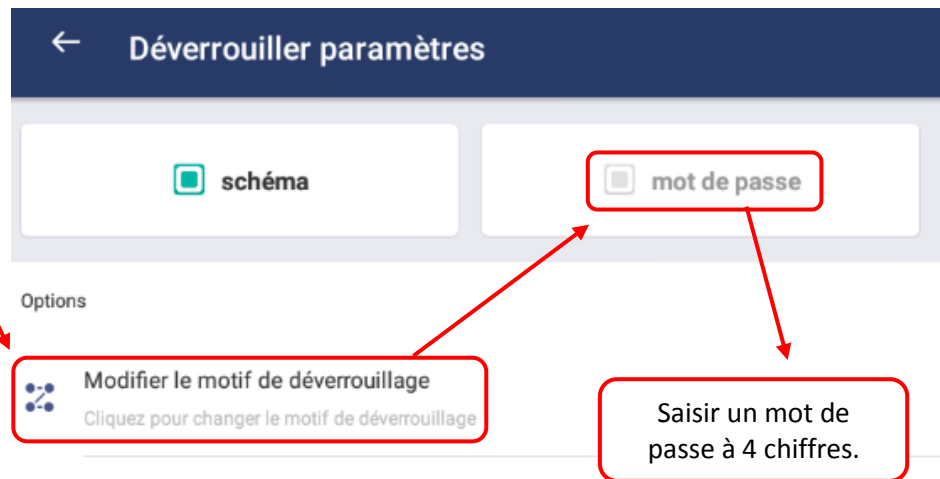 Déverrouiller paramètres
schéma
mot de passe
Options
Modifier le motif de déverrouillage
Cliquez pour changer le motif de déverrouillage
Saisir un mot de
passe à 4 chiffres.